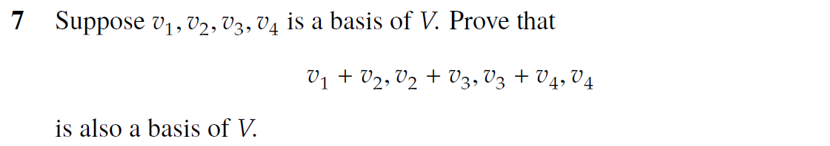 7 Suppose v₁, v₂, v₃, v₄ is a basis of V. Prove that
v₁ + v₂, v₂ + v₃, v₃ + v₄, v₄
is also a basis of V.